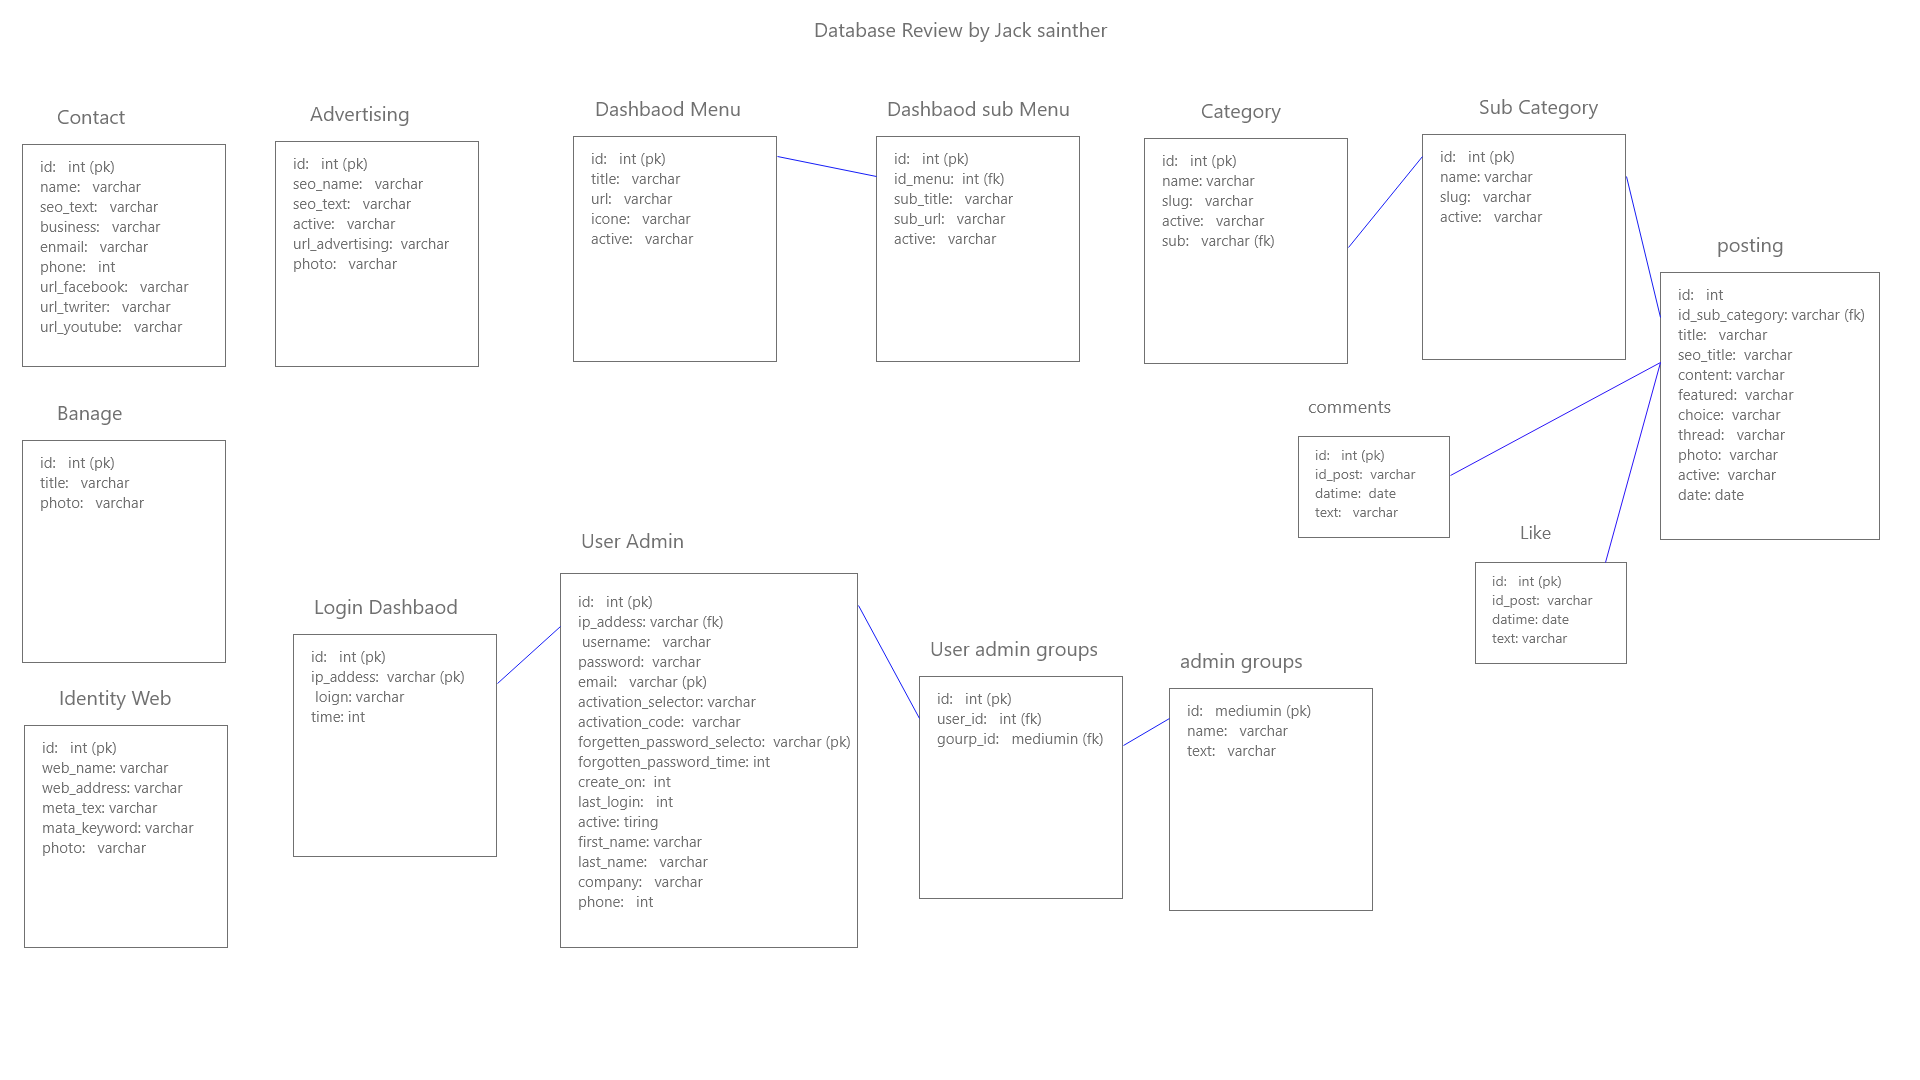 Database Review by Jack sainther
Contact
id: int (pk)
name: varchar
seo_text: varchar
business: varchar
enmail: varchar
phone: int
url_facebook: varchar
url_twriter: varchar
url_youtube: varchar
Advertising
id: int (pk)
seo_name: varchar
seo_text: varchar
active: varchar
url_advertising: varchar
photo: varchar
Dashbaod Menu
id: int (pk)
title: varchar
url: varchar
icone: varchar
active: varchar
Dashbaod sub Menu
id: int (pk)
id_menu: int (fk)
sub_title: varchar
sub_url: varchar
active: varchar
Category
id: int (pk)
name: varchar
slug: varchar
active: varchar
sub: varchar (fk)
Sub Category
id: int (pk)
name: varchar
slug: varchar
active: varchar
posting
id: int
id_sub_category: varchar (fk)
title: varchar
seo_title: varchar
content: varchar
featured: varchar
choice: varchar
thread: varchar
photo: varchar
active: varchar
date: date
comments
id: int (pk)
id_post: varchar
datime: date
text: varchar
Like
id: int (pk)
id_post: varchar
datime: date
text: varchar
Banage
id: int (pk)
title: varchar
photo: varchar
Identity Web
id: int (pk)
web_name: varchar
web_address: varchar
meta_tex: varchar
mata_keyword: varchar
photo: varchar
Login Dashbaod
id: int (pk)
ip_addess: varchar (pk)
loign: varchar
time: int
User Admin
id: int (pk)
ip_addess: varchar (fk)
username: varchar
password: varchar
email: varchar (pk)
activation_selector: varchar
activation_code: varchar
forgetten_password_selecto: varchar (pk)
forgotten_password_time: int
create_on: int
last_login: int
active: tiring
first_name: varchar
last_name: varchar
company: varchar
phone: int
User admin groups
id: int (pk)
user_id: int (fk)
gourp_id: mediumin (fk)
admin groups
id: mediumin (pk)
name: varchar
text: varchar